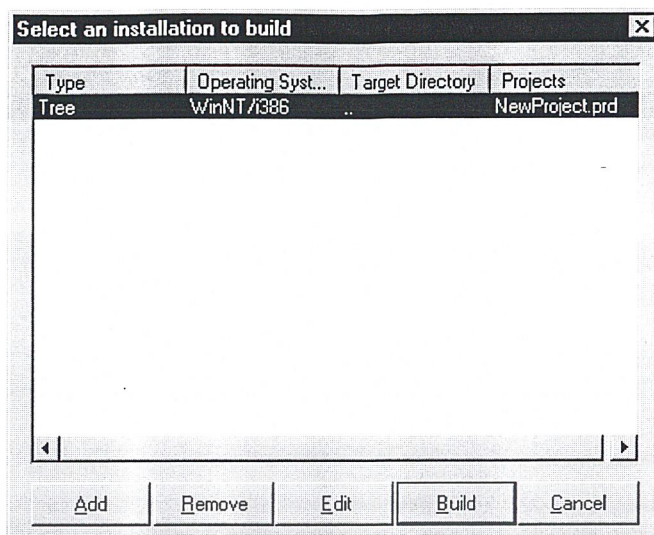 Select an installation to build
Type Operating Syst... Target Directory Projects
Tree WinNT/i386 .. NewProject.prd
Add Remove Edit Build Cancel